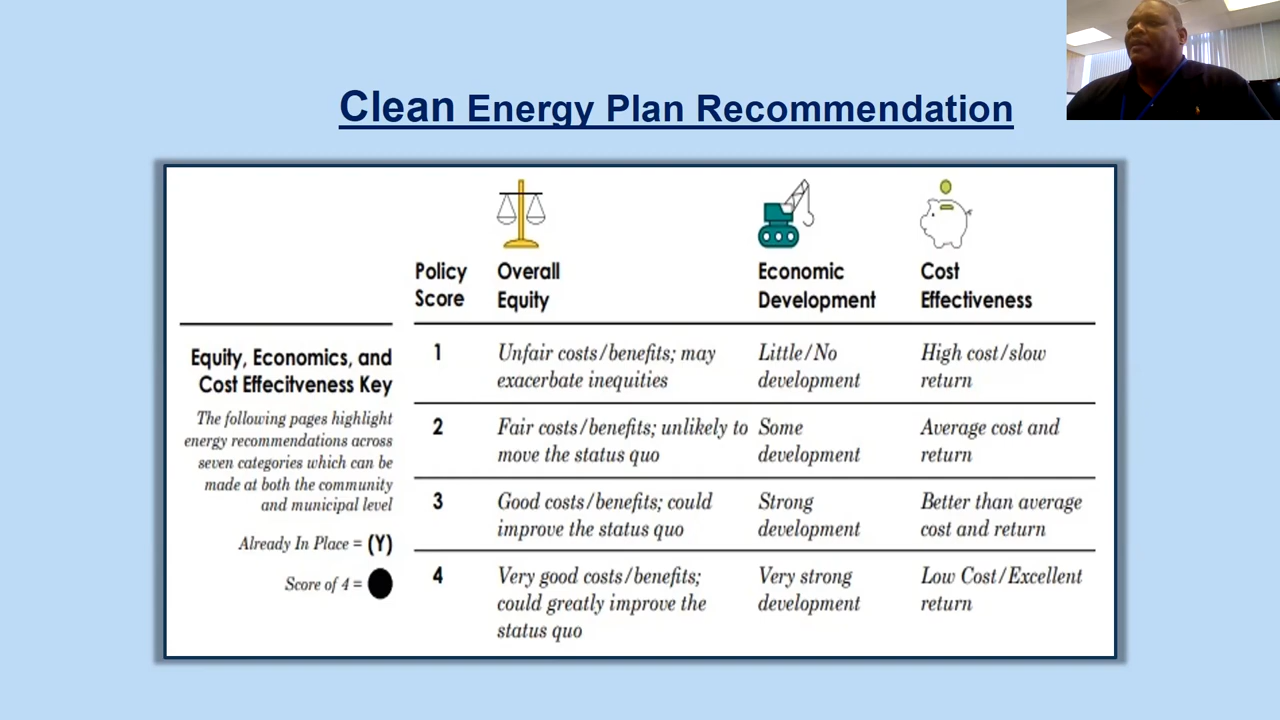 Clean Energy Plan Recommendation
Policy
Score
Overall
Equity
Economic
Development
Cost
Effectiveness
Equity, Economics, and
Cost Effecitveness Key
The following pages highlight
energy recommendations across
seven categories which can be
made at both the community
and municipal level
Already In Place = (Y)
Score of 4 =
1
Unfair costs/benefits; may
exacerbate inequities
Little/No
development
High cost/slow
return
2
Fair costs/benefits; unlikely to
move the status quo
Some
development
Average cost and
return
3
Good costs/benefits; could
improve the status quo
Strong
development
Better than average
cost and return
4
Very good costs/benefits;
could greatly improve the
status quo
Very strong
development
Low Cost/Excellent
return